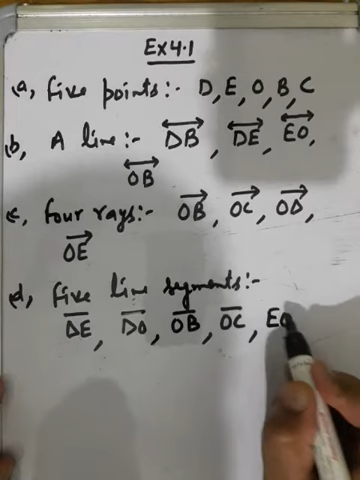 Ex 4.1
(a, five points:- D, E, O, B, C
(b, A line:- DB, DE, EO,
OB
(c, four rays:- OB, OC, OD,
OE
(d, five line segments:-
DE, DO, OB, OC, EO